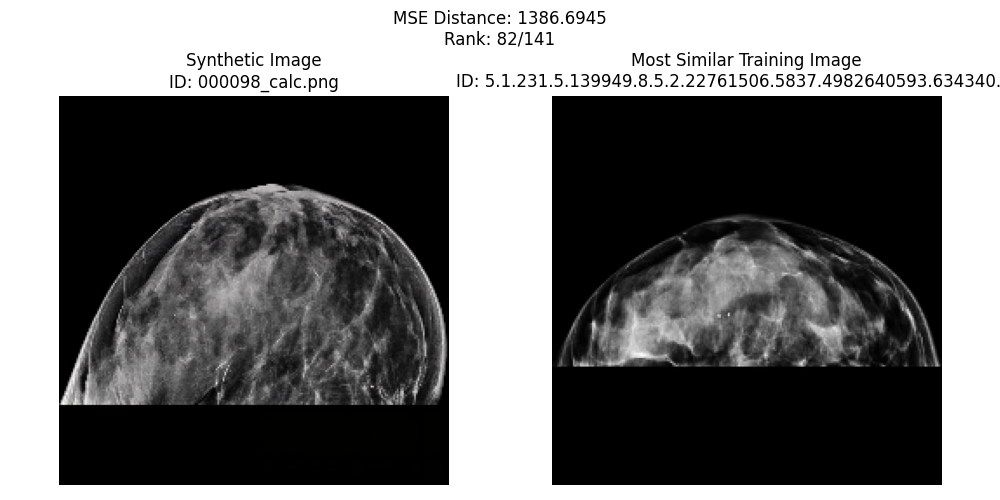 MSE Distance: 1386.6945
Rank: 82/141
Synthetic Image
ID: 000098_calc.png
Most Similar Training Image
ID: 5.1.231.5.139949.8.5.2.22761506.5837.4982640593.634340.